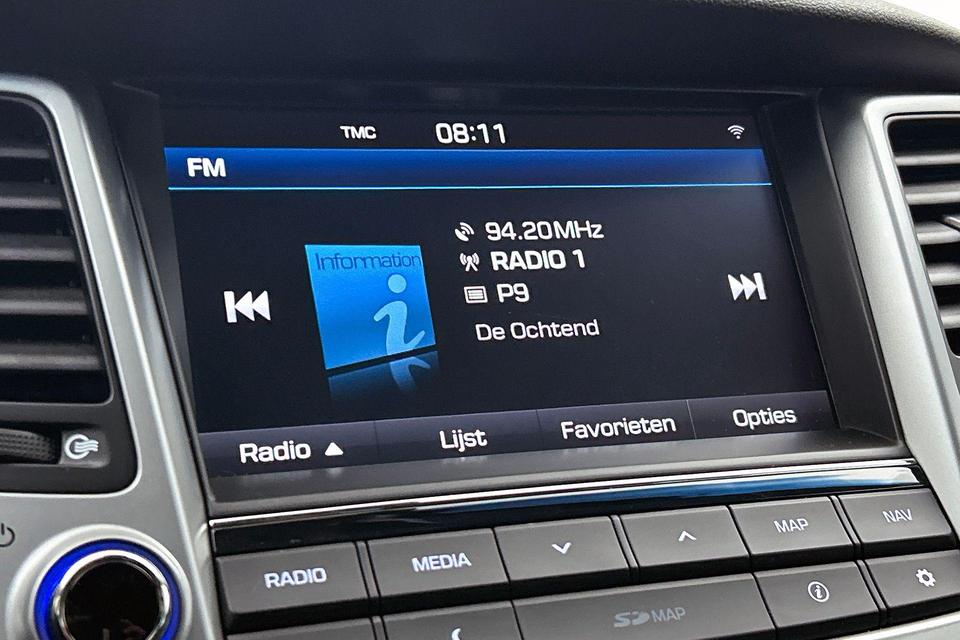 TMC 08:11
FM
Information
94.20MHz
RADIO 1
P9
De Ochtend
Radio Lijst Favorieten Opties
RADIO MEDIA MAP NAV
SD MAP